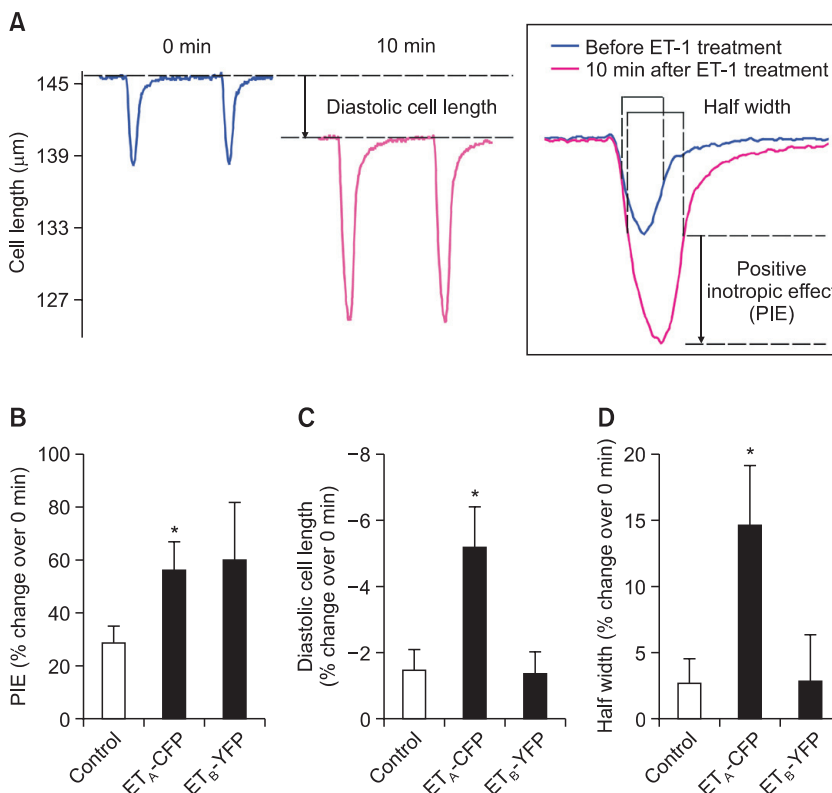 A
0 min
10 min
Before ET-1 treatment
10 min after ET-1 treatment
Diastolic cell length
Half width
Positive
inotropic effect
(PIE)
Cell length (μm)
145
139
133
127
B
PIE (% change over 0 min)
100
80
60
40
20
0
*
Control
ETA-CFP
ETB-YFP
C
Diastolic cell length
(% change over 0 min)
−8
−6
−4
−2
−0
*
Control
ETA-CFP
ETB-YFP
D
Half width (% change over 0 min)
20
15
10
5
0
*
Control
ETA-CFP
ETB-YFP